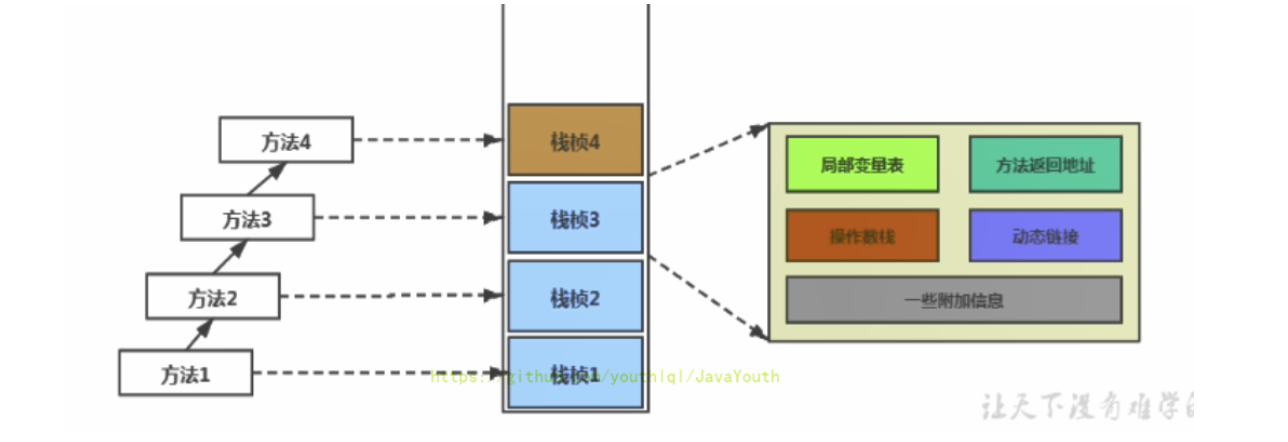 方法4
栈桢4
局部变量表
方法返回地址
方法3
栈桢3
操作数栈
动态链接
方法2
栈桢2
一些附加信息
方法1
栈桢1
https://github.com/youthlql/JavaYouth
让天下没有难学的